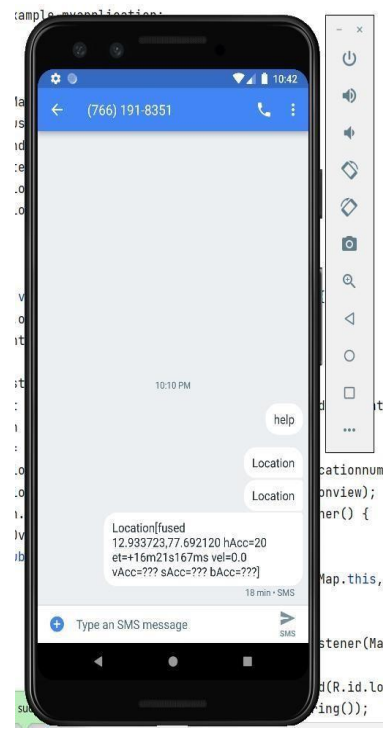 xample.myapplication;
10:42
(766) 191-8351
10:10 PM
help
Location
Location
Location[fused
12.933723,77.692120 hAcc=20
et=+16m21s167ms vel=0.0
vAcc=??? sAcc=??? bAcc=???]
18 min • SMS
Type an SMS message
SMS
cationnum
onview);
ner() {
Map.this,
stener(Ma
d(R.id.lo
ring());